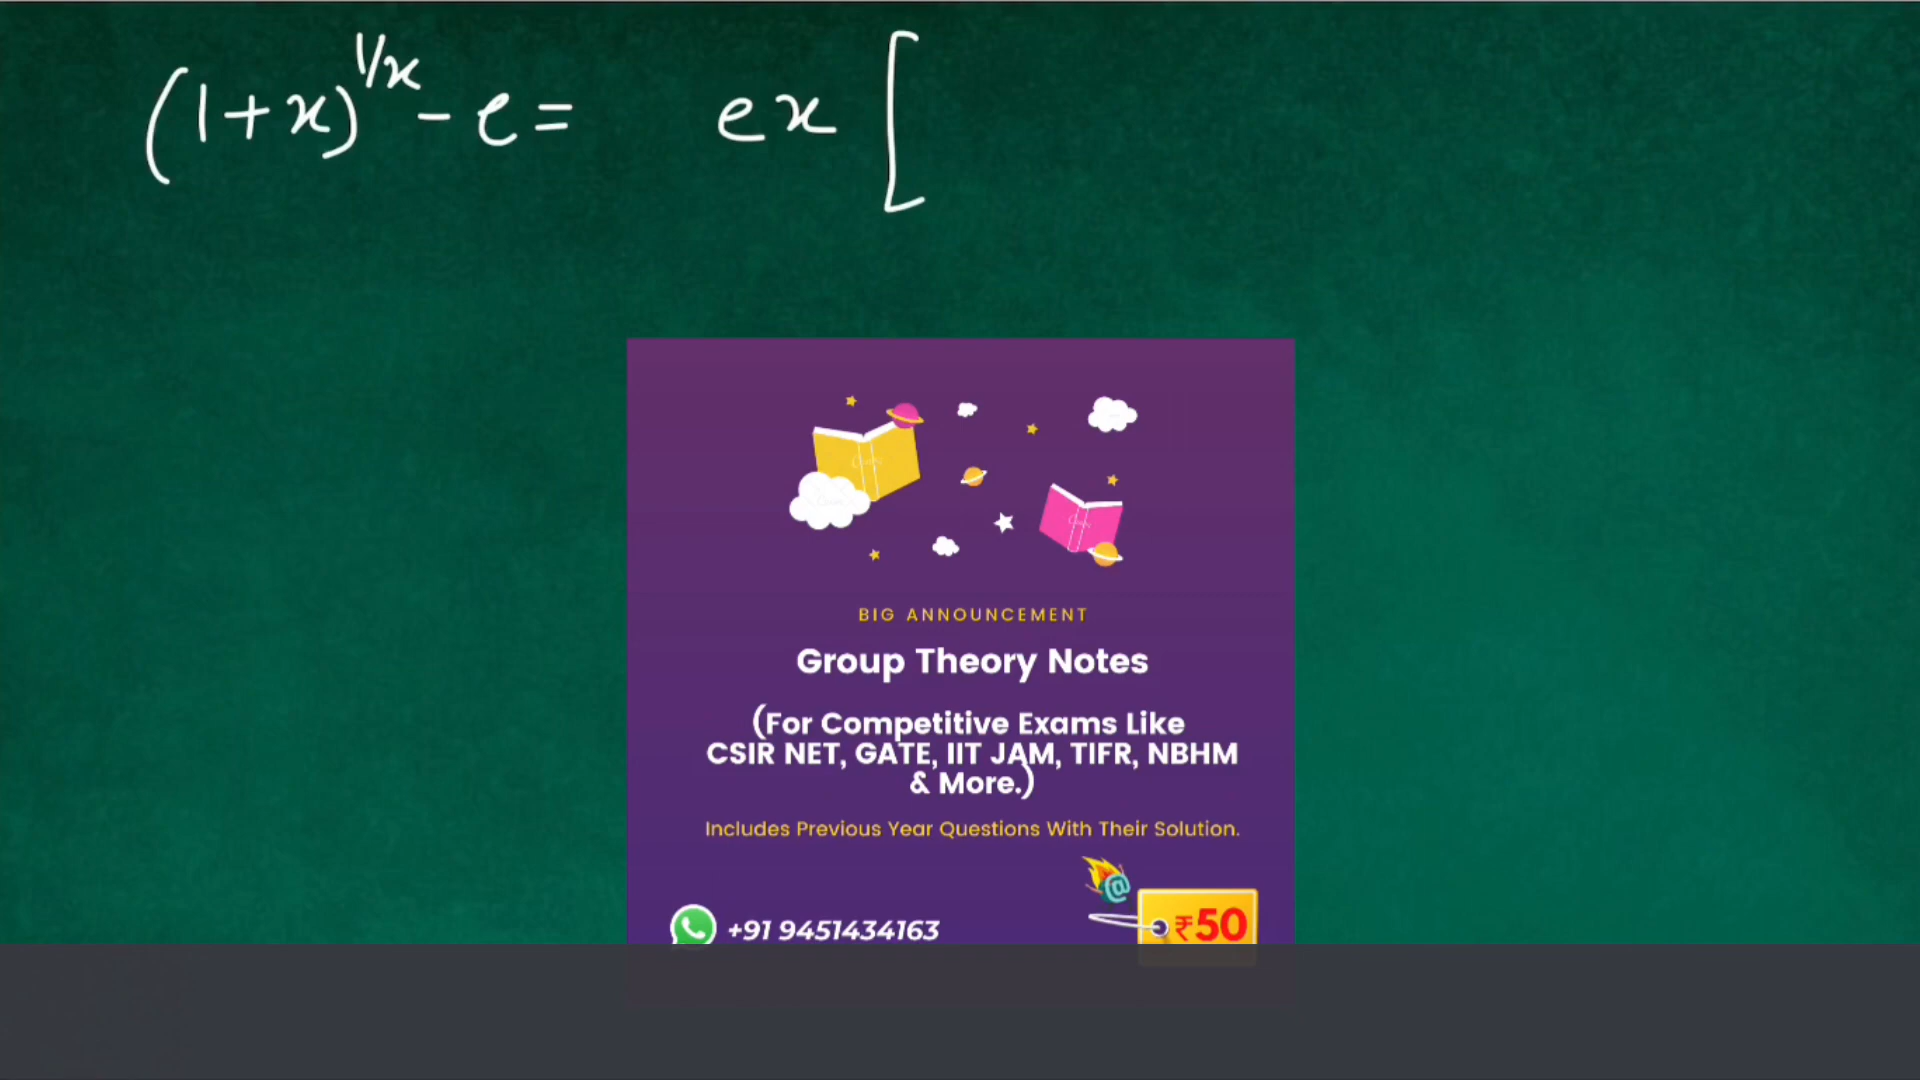 (1+x)^{1/x} - e = ex [
BIG ANNOUNCEMENT
Group Theory Notes
(For Competitive Exams Like
CSIR NET, GATE, IIT JAM, TIFR, NBHM
& More.)
Includes Previous Year Questions With Their Solution.
@
+91 9451434163
₹50